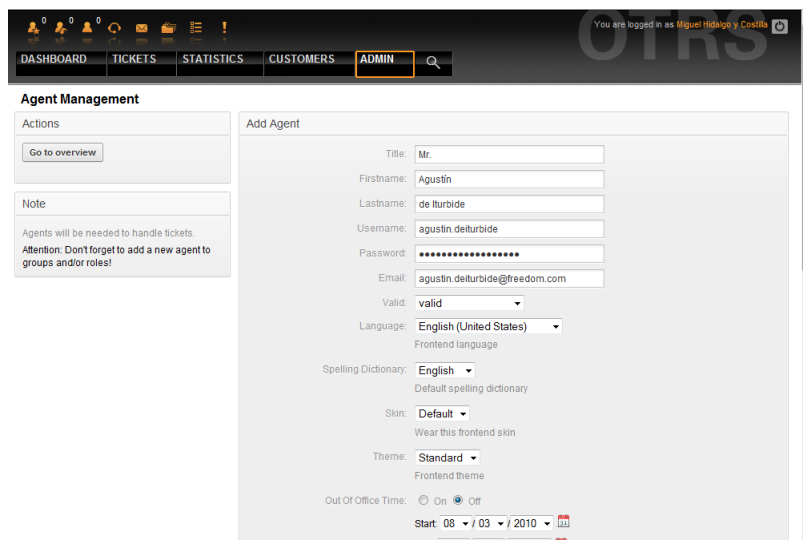 0 0 0
You are logged in as Miguel Hidalgo y Costilla
OTRS
DASHBOARD TICKETS STATISTICS CUSTOMERS ADMIN
Agent Management
Actions
Go to overview
Note
Agents will be needed to handle tickets.
Attention: Don't forget to add a new agent to
groups and/or roles!
Add Agent
Title: Mr.
Firstname: Agustín
Lastname: de Iturbide
Username: agustin.deiturbide
Password: ••••••••••••••••••
Email: agustin.deiturbide@freedom.com
Valid: valid
Language: English (United States)
Frontend language
Spelling Dictionary: English
Default spelling dictionary
Skin: Default
Wear this frontend skin
Theme: Standard
Frontend theme
Out Of Office Time: On Off
Start: 08 / 03 / 2010